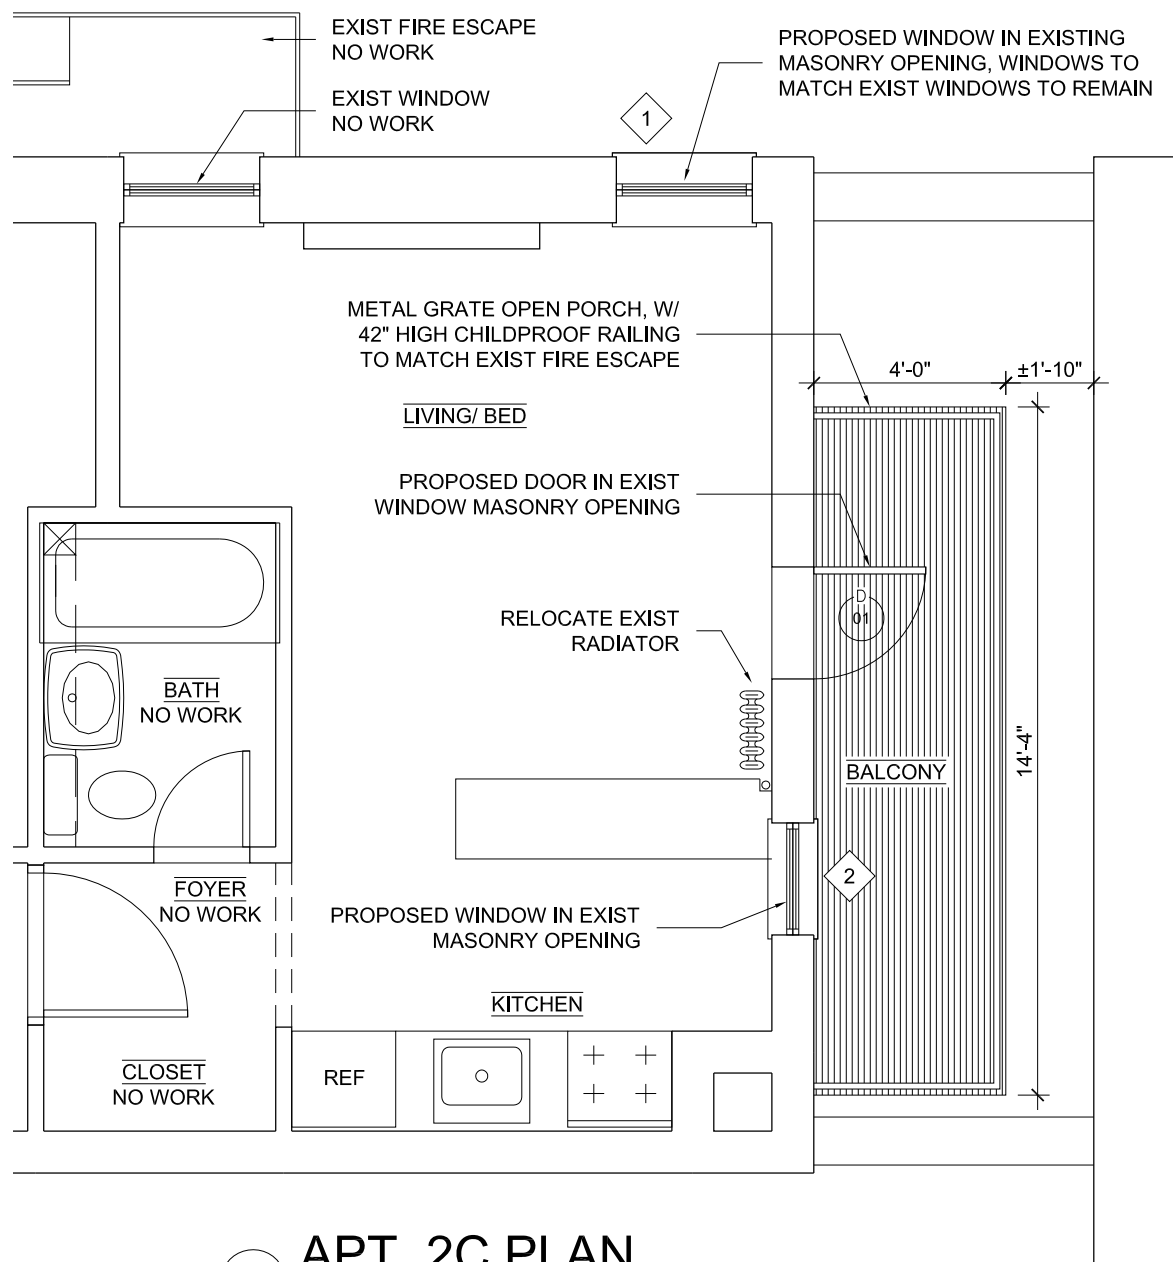 EXIST FIRE ESCAPE
NO WORK
PROPOSED WINDOW IN EXISTING
MASONRY OPENING, WINDOWS TO
MATCH EXIST WINDOWS TO REMAIN
EXIST WINDOW
NO WORK
1
METAL GRATE OPEN PORCH, W/
42" HIGH CHILDPROOF RAILING
TO MATCH EXIST FIRE ESCAPE
4'-0"
±1'-10"
LIVING/ BED
PROPOSED DOOR IN EXIST
WINDOW MASONRY OPENING
D
01
RELOCATE EXIST
RADIATOR
BATH
NO WORK
14'-4"
BALCONY
2
FOYER
NO WORK
PROPOSED WINDOW IN EXIST
MASONRY OPENING
KITCHEN
CLOSET
NO WORK
REF
APT. 2C PLAN